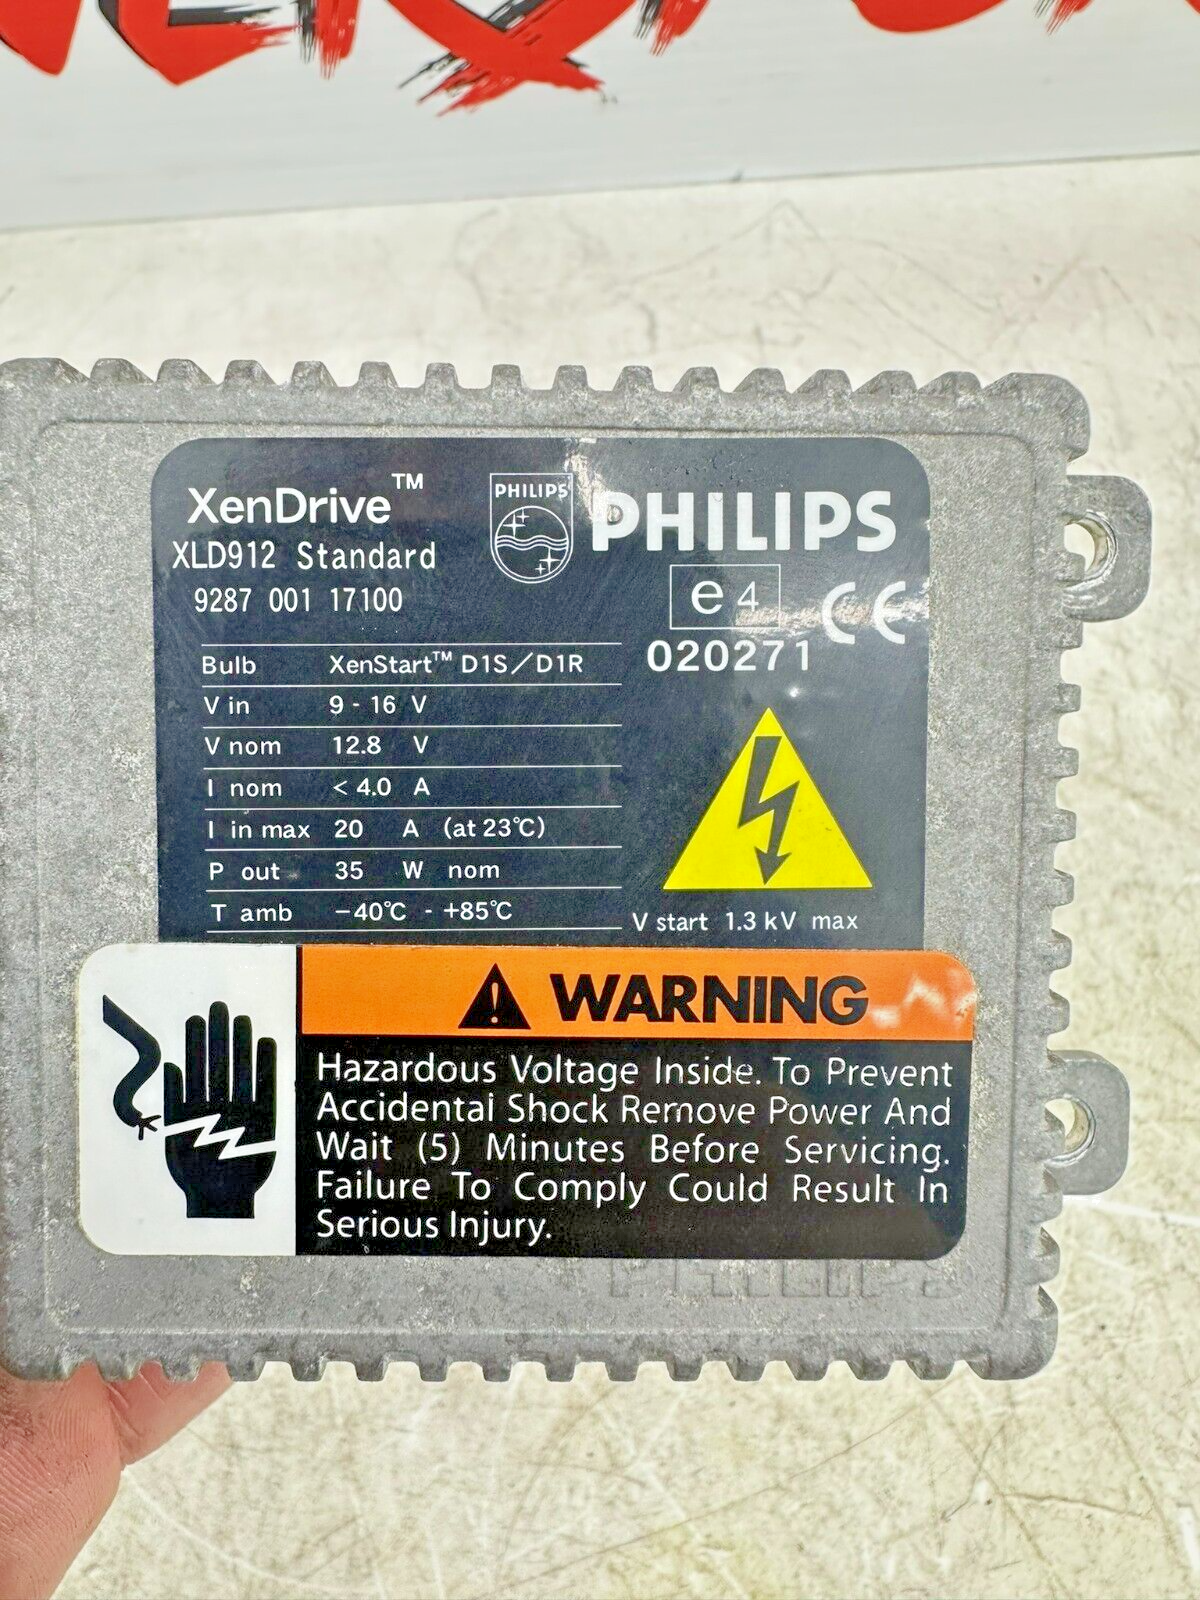 XenDrive™
XLD912 Standard
9287 001 17100
PHILIPS
PHILIPS
e4
CE
020271
Bulb XenStart™ D1S/D1R
V in 9 - 16 V
V nom 12.8 V
I nom < 4.0 A
I in max 20 A (at 23℃)
P out 35 W nom
T amb -40℃ - +85℃
V start 1.3 kV max
WARNING
Hazardous Voltage Inside. To Prevent
Accidental Shock Remove Power And
Wait (5) Minutes Before Servicing.
Failure To Comply Could Result In
Serious Injury.
PHILIPS